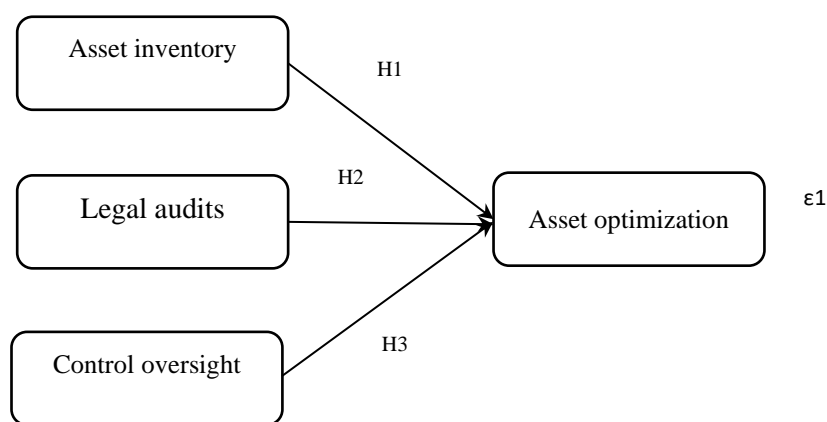 Asset inventory
H1
H2
Legal audits
Asset optimization
ε1
H3
Control oversight